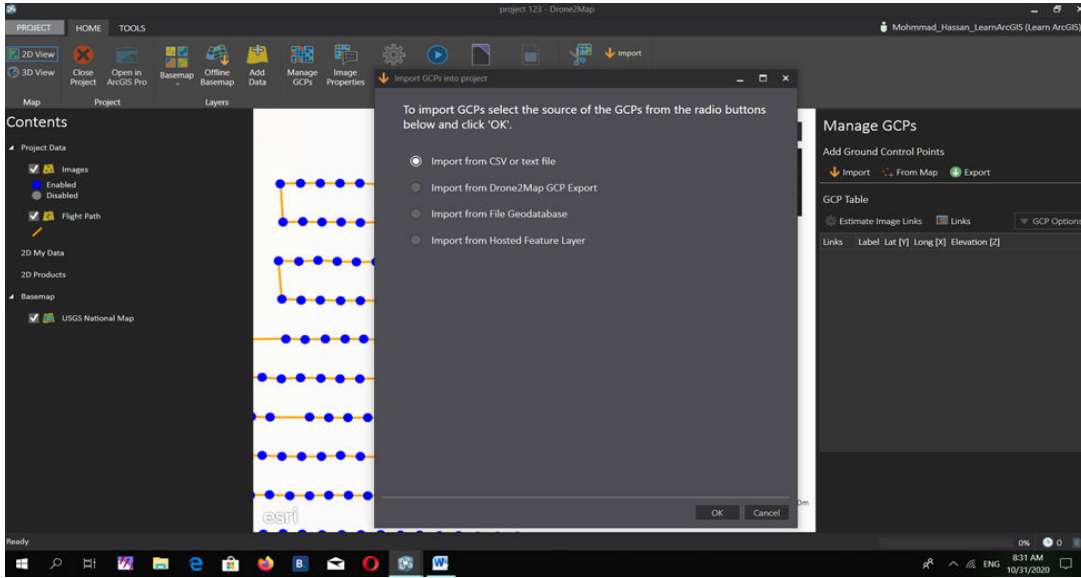 project 123 - Drone2Map
PROJECT HOME TOOLS
Mohmmad_Hassan_LearnArcGIS (Learn ArcGIS)
2D View
3D View
Map
Close Project
Open in ArcGIS Pro
Project
Basemap
Offline Basemap
Add Data
Layers
Manage GCPs
Image Properties
Import
Import GCPs into project
To import GCPs select the source of the GCPs from the radio buttons
below and click 'OK'.
Import from CSV or text file
Import from Drone2Map GCP Export
Import from File Geodatabase
Import from Hosted Feature Layer
OK Cancel
Contents
Project Data
Images
Enabled
Disabled
Flight Path
2D My Data
2D Products
Basemap
USGS National Map
esri
Manage GCPs
Add Ground Control Points
Import From Map Export
GCP Table
Estimate Image Links Links GCP Options
Links Label Lat [Y] Long [X] Elevation [Z]
Ready
0% 0
ENG
8:31 AM
10/31/2020